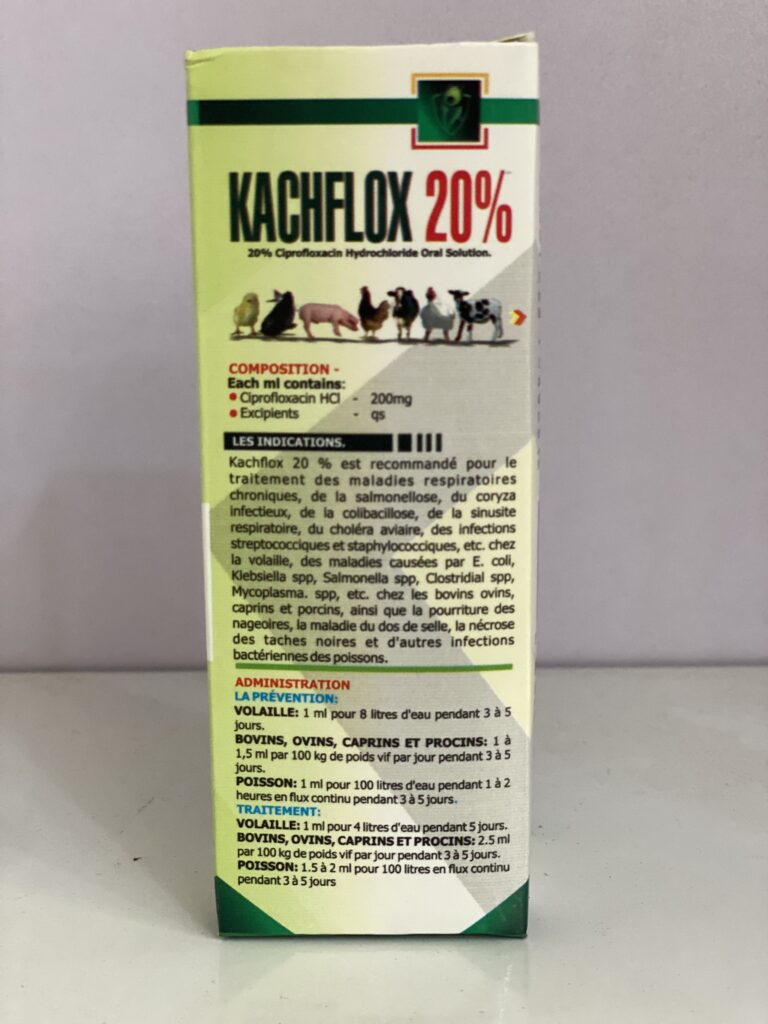 KACHFLOX 20%
20% Ciprofloxacin Hydrochloride Oral Solution.
COMPOSITION -
Each ml contains:
• Ciprofloxacin HCl - 200mg
• Excipients - qs
LES INDICATIONS.
Kachflox 20 % est recommandé pour le
traitement des maladies respiratoires
chroniques, de la salmonellose, du coryza
infectieux, de la colibacillose, de la sinusite
respiratoire, du choléra aviaire, des infections
streptococciques et staphylococciques, etc. chez
la volaille, des maladies causées par E. coli,
Klebsiella spp, Salmonella spp, Clostridial spp,
Mycoplasma. spp, etc. chez les bovins ovins,
caprins et porcins, ainsi que la pourriture des
nageoires, la maladie du dos de selle, la nécrose
des taches noires et d'autres infections
bactériennes des poissons.
ADMINISTRATION
LA PRÉVENTION:
VOLAILLE: 1 ml pour 8 litres d'eau pendant 3 à 5
jours.
BOVINS, OVINS, CAPRINS ET PROCINS: 1 à
1,5 ml par 100 kg de poids vif par jour pendant 3 à 5
jours.
POISSON: 1 ml pour 100 litres d'eau pendant 1 à 2
heures en flux continu pendant 3 à 5 jours.
TRAITEMENT:
VOLAILLE: 1 ml pour 4 litres d'eau pendant 5 jours.
BOVINS, OVINS, CAPRINS ET PROCINS: 2.5 ml
par 100 kg de poids vif par jour pendant 3 à 5 jours.
POISSON: 1.5 à 2 ml pour 100 litres en flux continu
pendant 3 à 5 jours